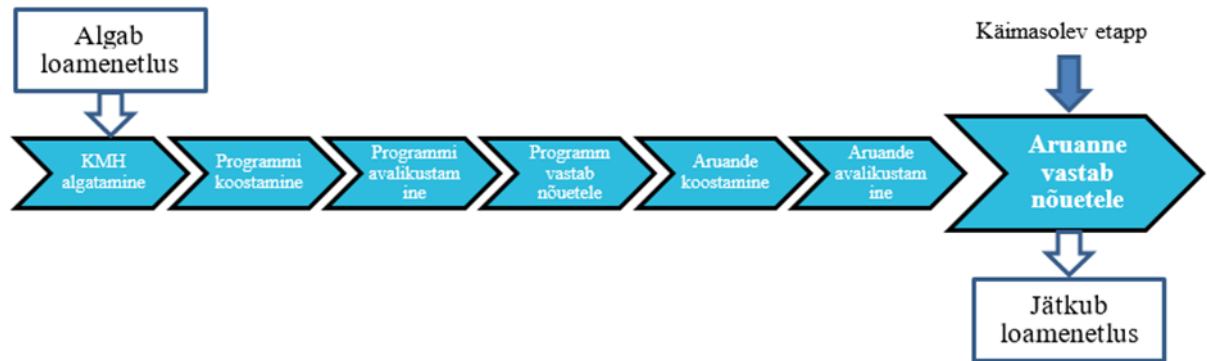 Algab
loamenetlus
Käimasolev etapp
KMH
algatamine
Programmi
koostamine
Programmi
avalikustam
ine
Programm
vastab
nõuetele
Aruande
koostamine
Aruande
avalikustam
ine
Aruanne
vastab
nõuetele
Jätkub
loamenetlus